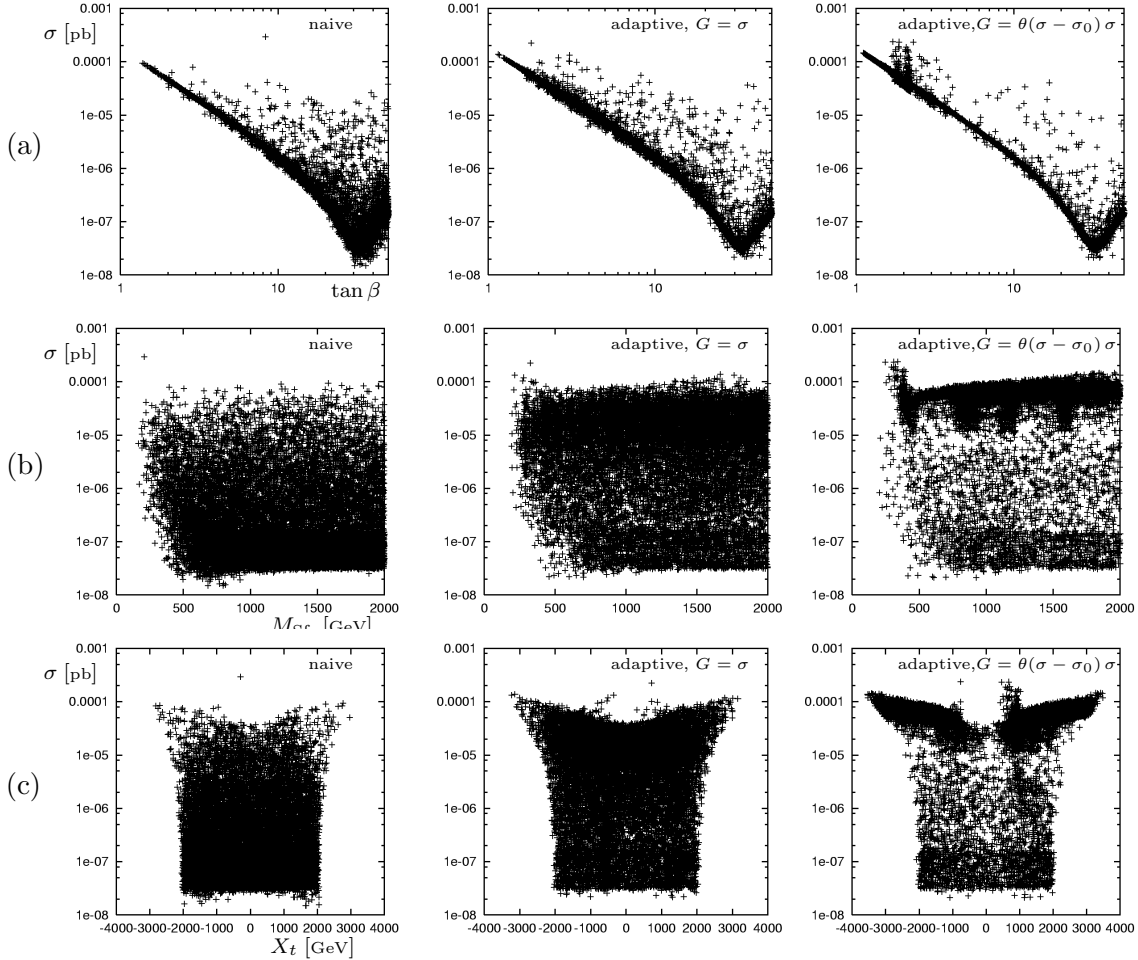 0.001 0.001 0.001
σ [pb] naive adaptive, G = σ adaptive,G = θ(σ − σ₀) σ
0.0001 0.0001 0.0001
1e-05 1e-05 1e-05
(a)
1e-06 1e-06 1e-06
1e-07 1e-07 1e-07
1e-08 1e-08 1e-08
1 10 1 10 1 10
tan β
0.001 0.001 0.001
σ [pb] naive adaptive, G = σ adaptive,G = θ(σ − σ₀) σ
0.0001 0.0001 0.0001
1e-05 1e-05 1e-05
(b)
1e-06 1e-06 1e-06
1e-07 1e-07 1e-07
1e-08 1e-08 1e-08
0 500 1000 1500 2000 0 500 1000 1500 2000 0 500 1000 1500 2000
[GeV]
0.001 0.001 0.001
σ [pb] naive adaptive, G = σ adaptive,G = θ(σ − σ₀) σ
0.0001 0.0001 0.0001
1e-05 1e-05 1e-05
(c)
1e-06 1e-06 1e-06
1e-07 1e-07 1e-07
1e-08 1e-08 1e-08
-4000 -3000 -2000 -1000 0 1000 2000 3000 4000 -4000 -3000 -2000 -1000 0 1000 2000 3000 4000 -4000 -3000 -2000 -1000 0 1000 2000 3000 4000
Xₜ [GeV]